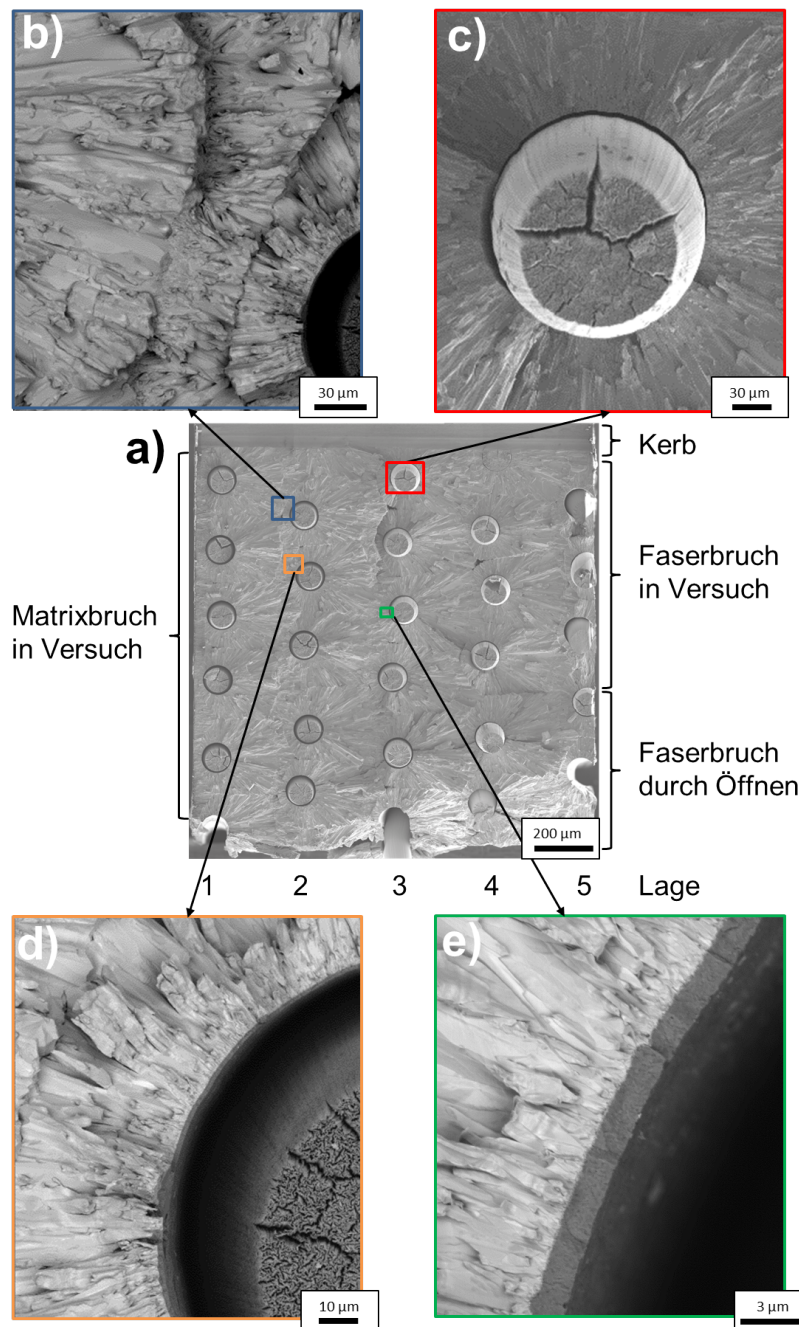 b)
30 µm
c)
30 µm
a)
Kerb
Matrixbruch
in Versuch
Faserbruch
in Versuch
Faserbruch
durch Öffnen
200 µm
1 2 3 4 5 Lage
d)
10 µm
e)
3 µm